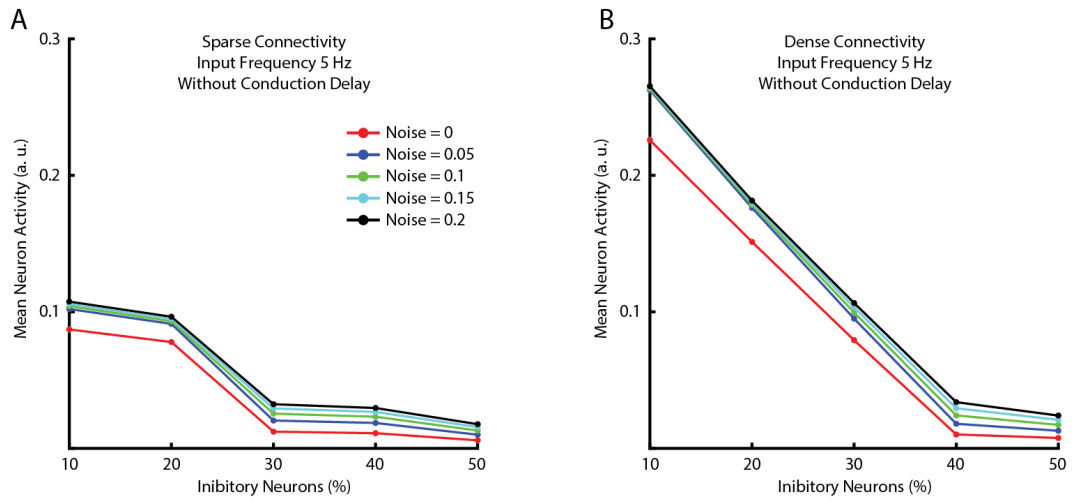 A
Sparse Connectivity
Input Frequency 5 Hz
Without Conduction Delay
0.3
0.2
0.1
Mean Neuron Activity (a. u.)
Noise = 0
Noise = 0.05
Noise = 0.1
Noise = 0.15
Noise = 0.2
10 20 30 40 50
Inibitory Neurons (%)
B
Dense Connectivity
Input Frequency 5 Hz
Without Conduction Delay
0.3
0.2
0.1
Mean Neuron Activity (a. u.)
10 20 30 40 50
Inibitory Neurons (%)